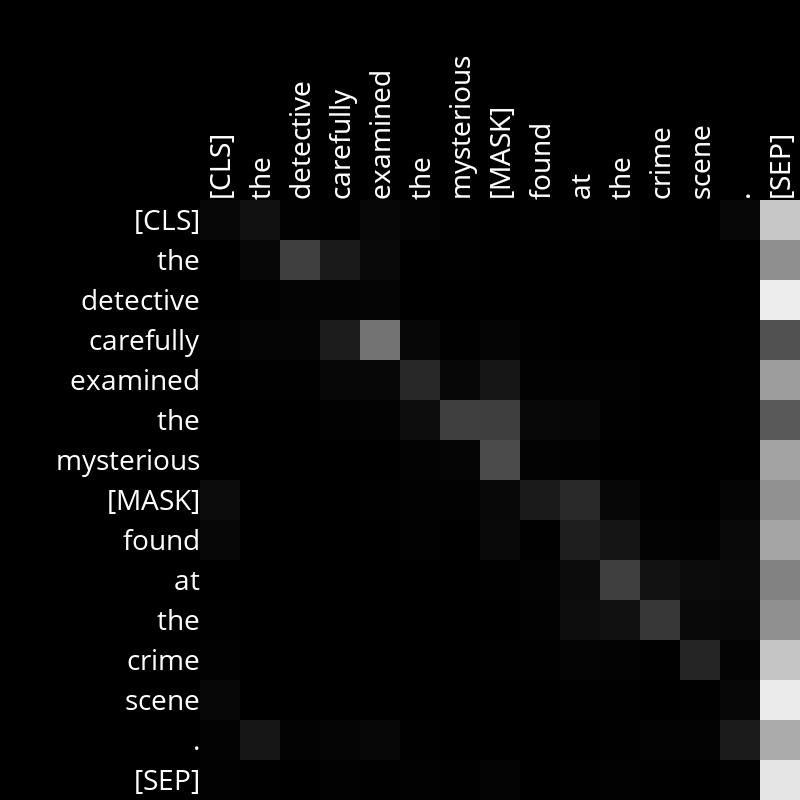 [CLS]
the
detective
carefully
examined
the
mysterious
[MASK]
found
at
the
crime
scene
.
[SEP]
[CLS]
the
detective
carefully
examined
the
mysterious
[MASK]
found
at
the
crime
scene
.
[SEP]